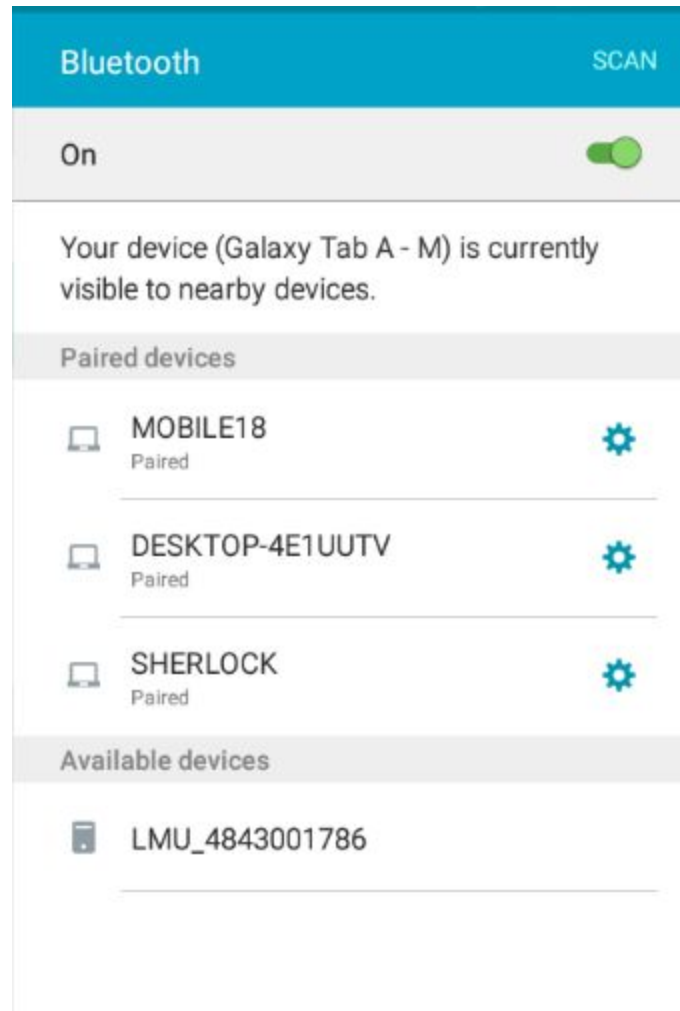 Bluetooth SCAN
On
Your device (Galaxy Tab A - M) is currently
visible to nearby devices.
Paired devices
MOBILE18
Paired
DESKTOP-4E1UUTV
Paired
SHERLOCK
Paired
Available devices
LMU_4843001786